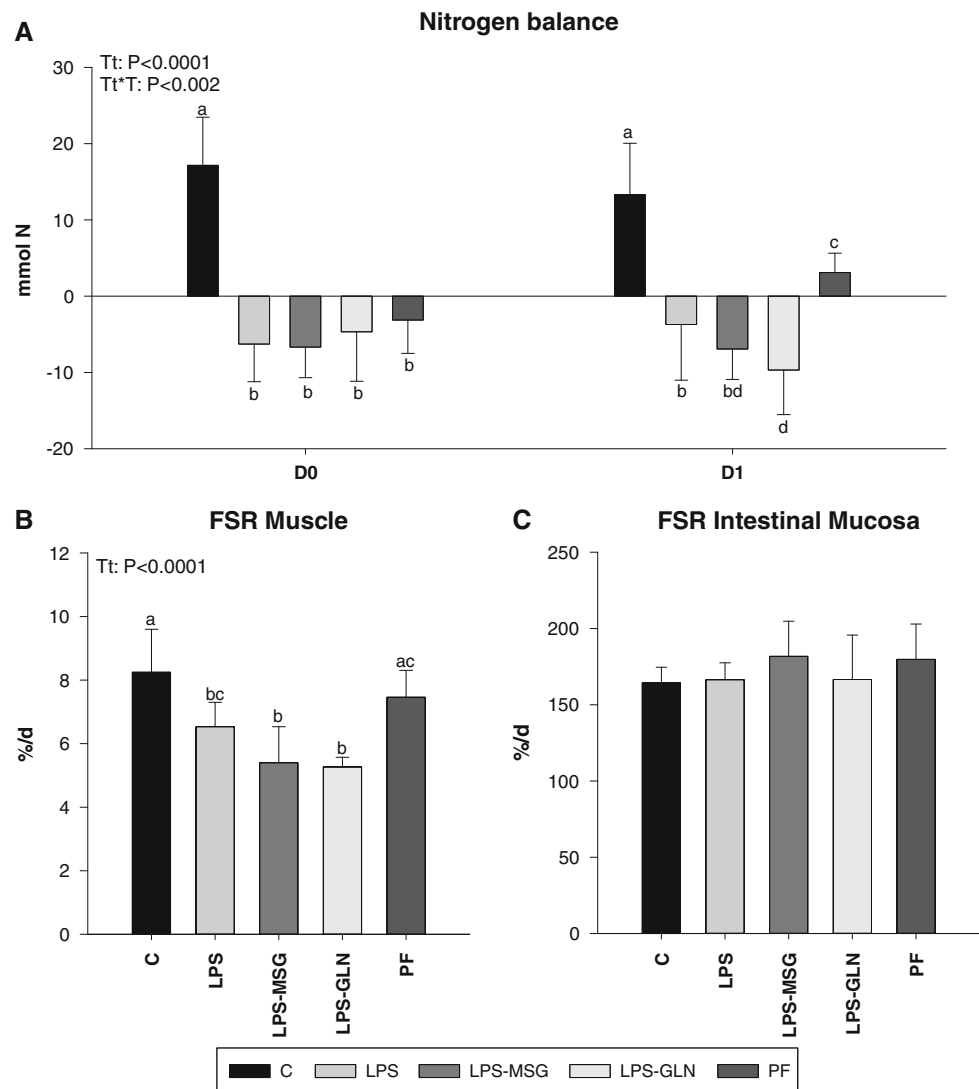 A
Nitrogen balance
Tt: P<0.0001
Tt*T: P<0.002
30
20
10
0
-10
-20
mmol N
a
b
b
b
b
a
b
bd
d
c
D0
D1
B
FSR Muscle
Tt: P<0.0001
12
10
8
6
4
2
0
%/d
a
bc
b
b
ac
C
LPS
LPS-MSG
LPS-GLN
PF
C
FSR Intestinal Mucosa
250
200
150
100
50
0
%/d
C
LPS
LPS-MSG
LPS-GLN
PF
C LPS LPS-MSG LPS-GLN PF